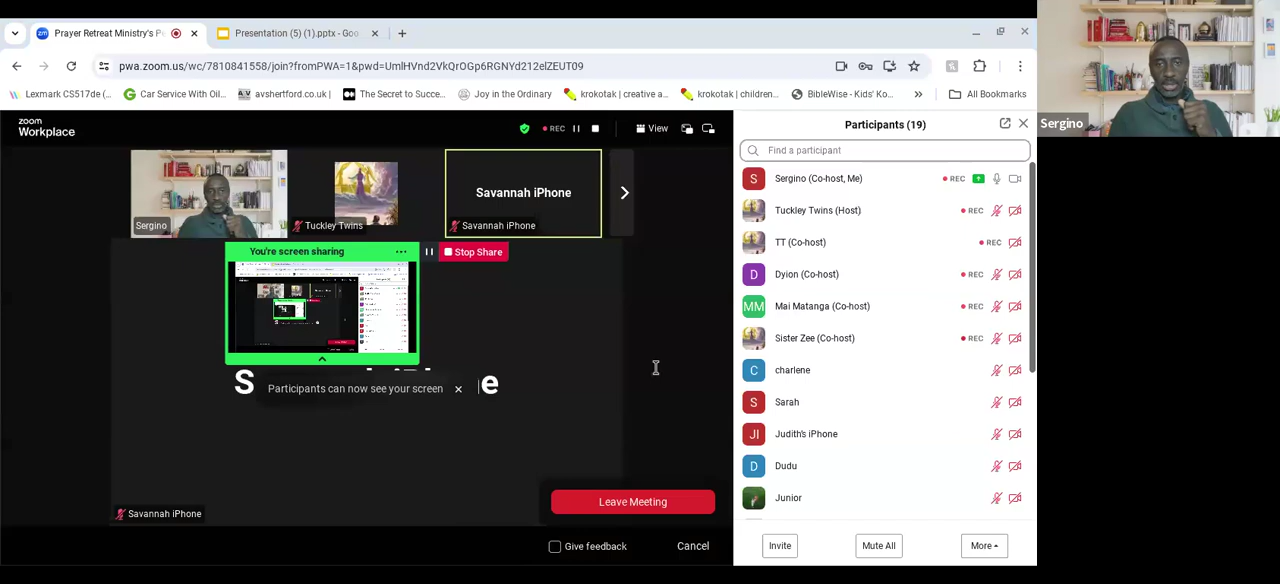 Prayer Retreat Ministry's P
Presentation (5) (1).pptx - Goo
pwa.zoom.us/wc/7810841558/join?fromPWA=1&pwd=UmlHVnd2VkQrOGp6RGNYd212elZEUT09
Lexmark CS517de (...
Car Service With Oil...
avshertford.co.uk |
The Secret to Succe...
Joy in the Ordinary
krokotak | creative a...
krokotak | children...
BibleWise - Kids' Ko...
»
All Bookmarks
zoom
Workplace
REC
View
Sergino
Tuckley Twins
Savannah iPhone
Savannah iPhone
You're screen sharing
Stop Share
Participants can now see your screen
Savannah iPhone
Leave Meeting
Give feedback
Cancel
Participants (19)
Find a participant
S
Sergino (Co-host, Me)
REC
Tuckley Twins (Host)
REC
TT (Co-host)
REC
D
Dyion (Co-host)
REC
MM
Mai Matanga (Co-host)
REC
Sister Zee (Co-host)
REC
C
charlene
S
Sarah
JI
Judith's iPhone
D
Dudu
Junior
Invite
Mute All
More
Sergino